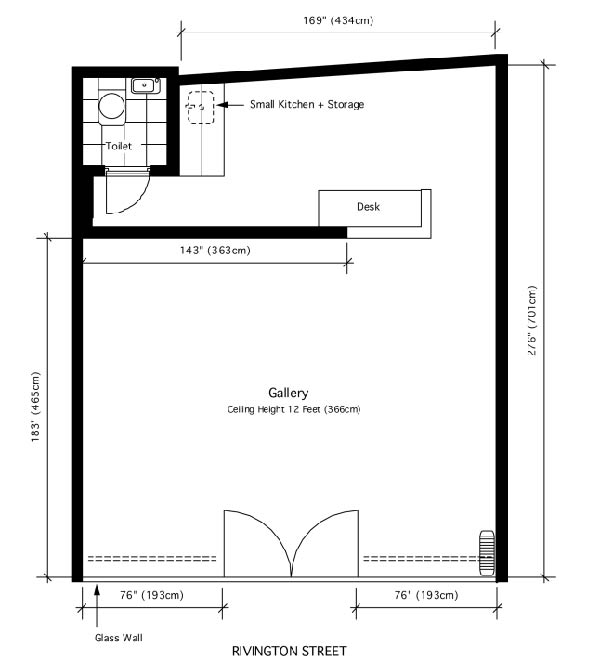 169" (434cm)
Small Kitchen + Storage
Toilet
Desk
143" (363cm)
276" (701cm)
183' (465cm)
Gallery
Ceiling Height 12 Feet (366cm)
76" (193cm)
76' (193cm)
Glass Wall
RIVINGTON STREET